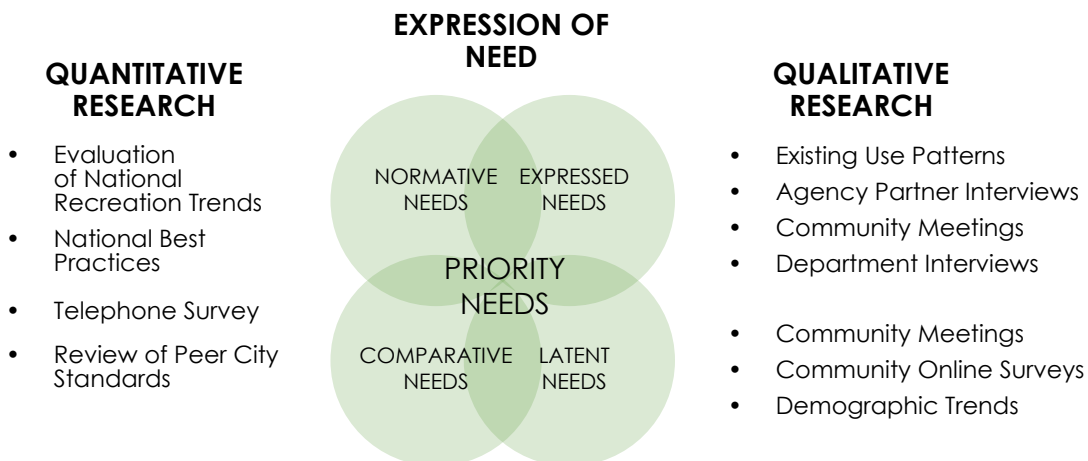 EXPRESSION OF
NEED
QUANTITATIVE
RESEARCH
• Evaluation
of National
Recreation Trends
• National Best
Practices
• Telephone Survey
• Review of Peer City
Standards
NORMATIVE
NEEDS
EXPRESSED
NEEDS
PRIORITY
NEEDS
COMPARATIVE
NEEDS
LATENT
NEEDS
QUALITATIVE
RESEARCH
• Existing Use Patterns
• Agency Partner Interviews
• Community Meetings
• Department Interviews
• Community Meetings
• Community Online Surveys
• Demographic Trends